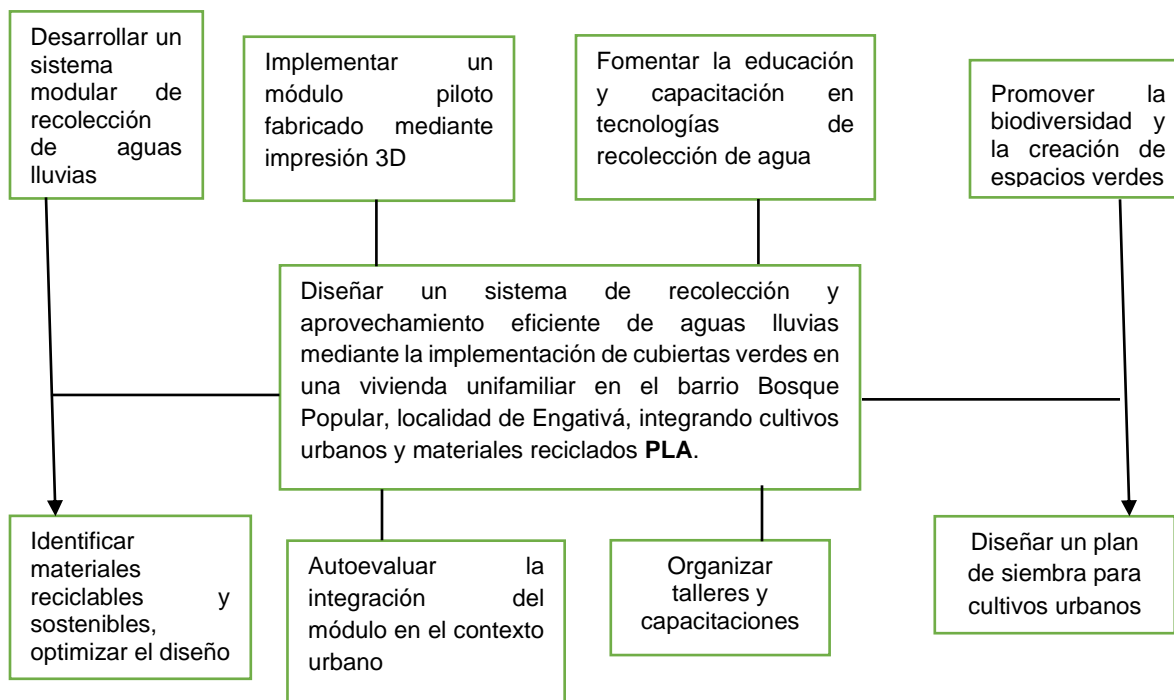 Desarrollar un
sistema
modular de
recolección
de aguas
lluvias
Implementar un
módulo piloto
fabricado mediante
impresión 3D
Fomentar la educación
y capacitación en
tecnologías de
recolección de agua
Promover la
biodiversidad y
la creación de
espacios verdes
Diseñar un sistema de recolección y
aprovechamiento eficiente de aguas lluvias
mediante la implementación de cubiertas verdes en
una vivienda unifamiliar en el barrio Bosque
Popular, localidad de Engativá, integrando cultivos
urbanos y materiales reciclados PLA.
Identificar
materiales
reciclables y
sostenibles,
optimizar el diseño
Autoevaluar la
integración del
módulo en el contexto
urbano
Organizar
talleres y
capacitaciones
Diseñar un plan
de siembra para
cultivos urbanos